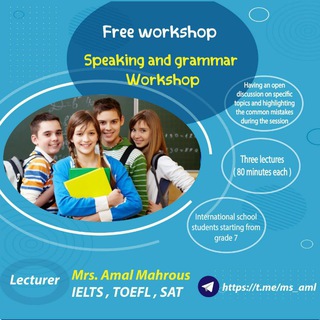 Free workshop
Speaking and grammar
Workshop
Having an open
discussion on specific
topics and highlighting
the common mistakes
during the session
Three lectures
( 80 minutes each )
International school
students starting from
grade 7
Lecturer
Mrs. Amal Mahrous
IELTS , TOEFL , SAT
https://t.me/ms_aml